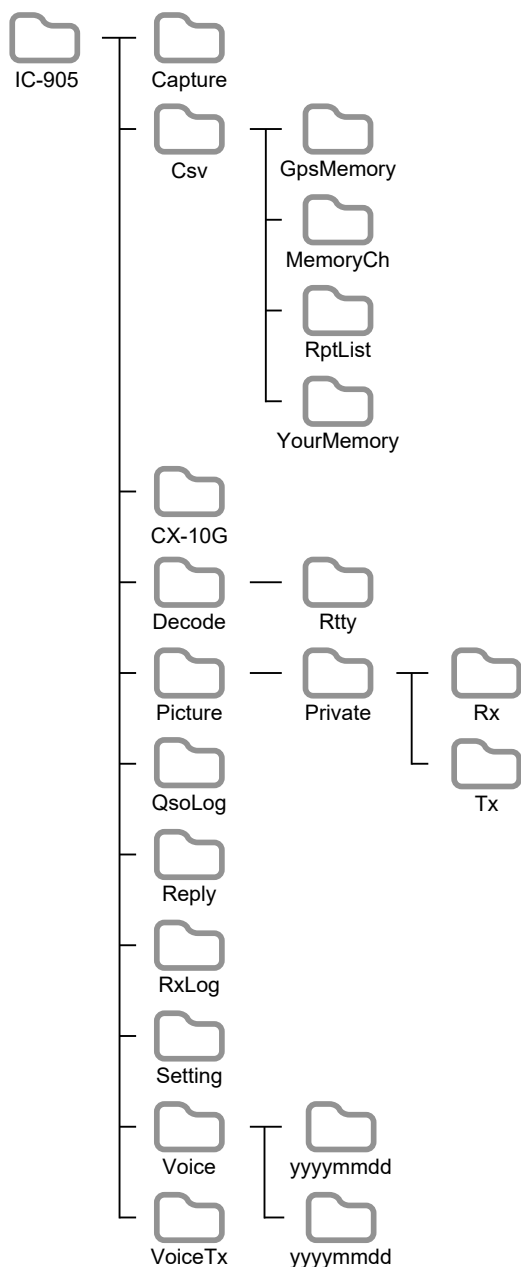 IC-905
Capture
Csv
GpsMemory
MemoryCh
RptList
YourMemory
CX-10G
Decode
Rtty
Picture
Private
Rx
Tx
QsoLog
Reply
RxLog
Setting
Voice
yyyymmdd
VoiceTx
yyyymmdd